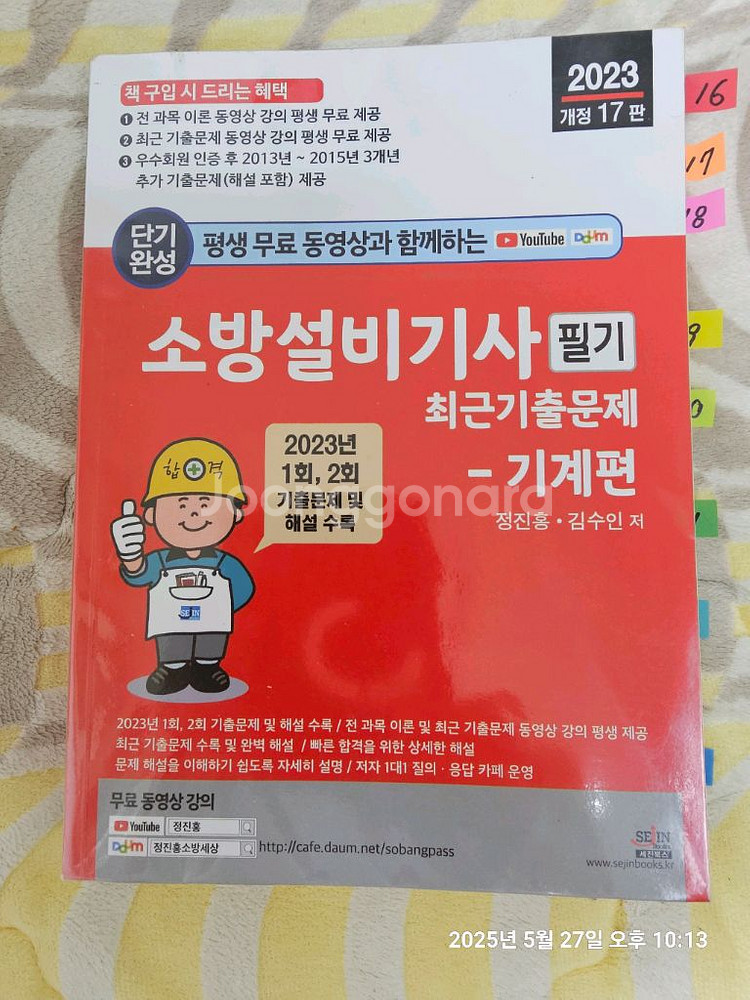 책 구입 시 드리는 혜택
❶ 전 과목 이론 동영상 강의 평생 무료 제공
❷ 최근 기출문제 동영상 강의 평생 무료 제공
❸ 우수회원 인증 후 2013년 ~ 2015년 3개년
추가 기출문제(해설 포함) 제공
2023
개정 17 판
16
17
18
단기
완성
평생 무료 동영상과 함께하는 YouTube Daum
소방설비기사 필기
최근기출문제
- 기계편
정진홍 · 김수인 저
합격
2023년
1회, 2회
기출문제 및
해설 수록
Joonggonara
SEJIN
2023년 1회, 2회 기출문제 및 해설 수록 / 전 과목 이론 및 최근 기출문제 동영상 강의 평생 제공
최근 기출문제 수록 및 완벽 해설 / 빠른 합격을 위한 상세한 해설
문제 해설을 이해하기 쉽도록 자세히 설명 / 저자 1대1 질의 · 응답 카페 운영
무료 동영상 강의
YouTube 정진홍
Daum 정진홍소방세상 http://cafe.daum.net/sobangpass
SEJIN
Books
세진북스
www.sejinbooks.kr
2025년 5월 27일 오후 10:13